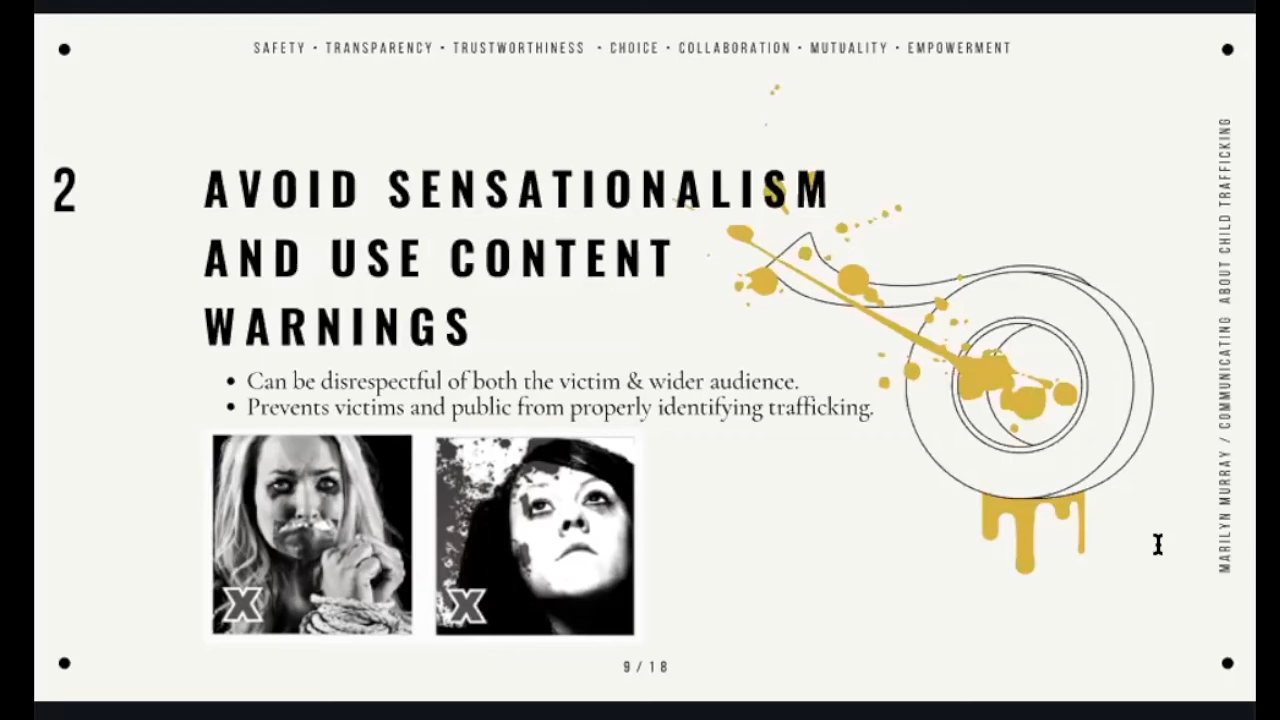 SAFETY • TRANSPARENCY • TRUSTWORTHINESS • CHOICE • COLLABORATION • MUTUALITY • EMPOWERMENT
2
AVOID SENSATIONALISM
AND USE CONTENT
WARNINGS
• Can be disrespectful of both the victim & wider audience.
• Prevents victims and public from properly identifying trafficking.
X
X
9/18
MARILYN MURRAY / COMMUNICATING ABOUT CHILD TRAFFICKING